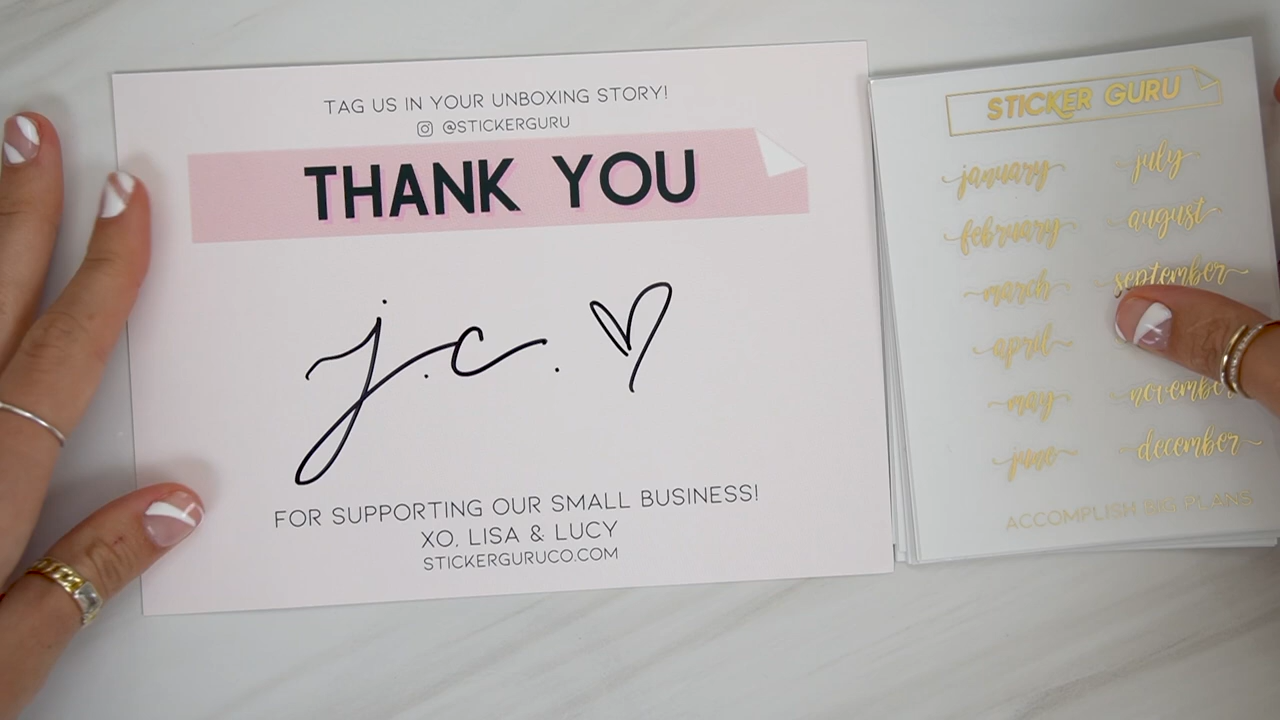 TAG US IN YOUR UNBOXING STORY!
@STICKERGURU
THANK YOU
j.c.
FOR SUPPORTING OUR SMALL BUSINESS!
XO, LISA & LUCY
STICKERGURUCO.COM
STICKER GURU
january
february
march
april
may
june
july
august
september
november
december
ACCOMPLISH BIG PLANS